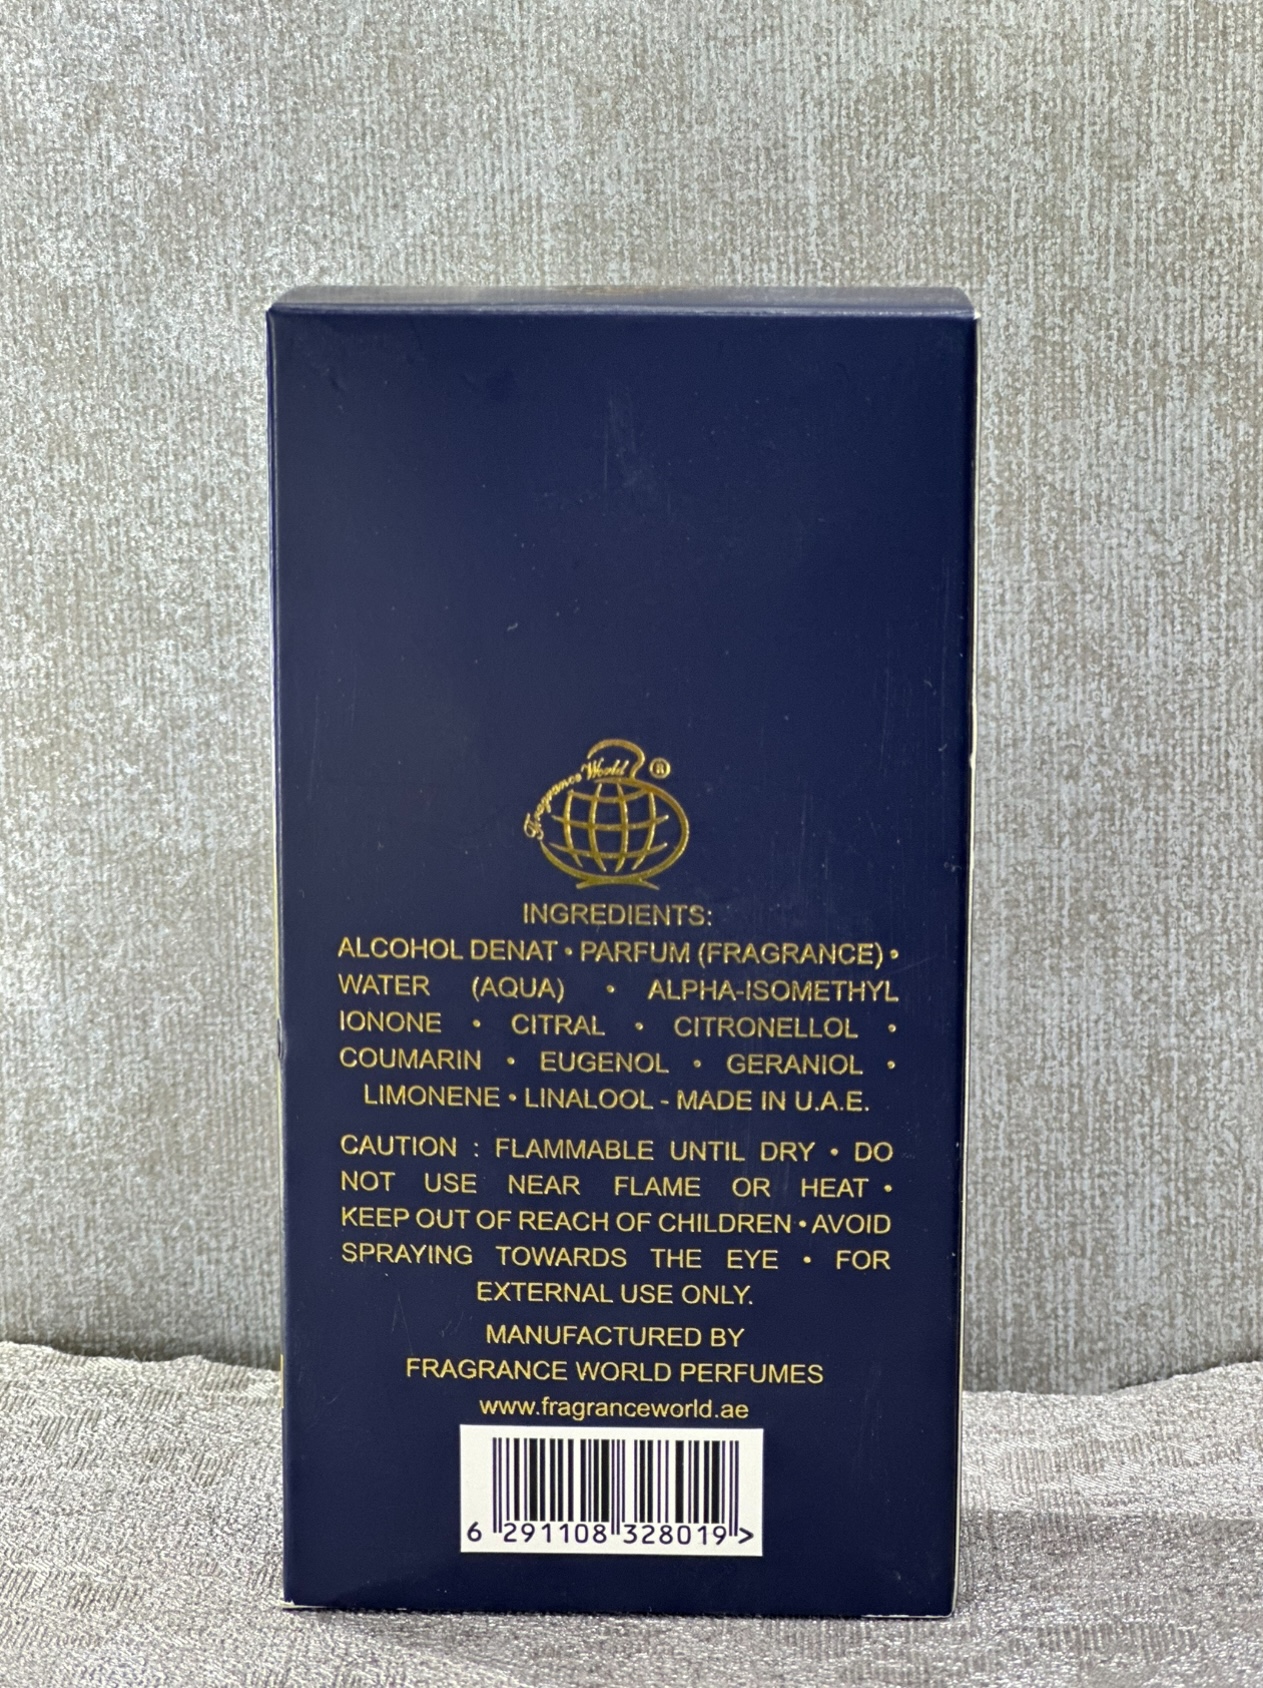 Fragrance World ®
INGREDIENTS:
ALCOHOL DENAT • PARFUM (FRAGRANCE) •
WATER (AQUA) • ALPHA-ISOMETHYL
IONONE • CITRAL • CITRONELLOL •
COUMARIN • EUGENOL • GERANIOL •
LIMONENE • LINALOOL - MADE IN U.A.E.
CAUTION : FLAMMABLE UNTIL DRY • DO
NOT USE NEAR FLAME OR HEAT •
KEEP OUT OF REACH OF CHILDREN • AVOID
SPRAYING TOWARDS THE EYE • FOR
EXTERNAL USE ONLY.
MANUFACTURED BY
FRAGRANCE WORLD PERFUMES
www.fragranceworld.ae
6 291108 328019 >